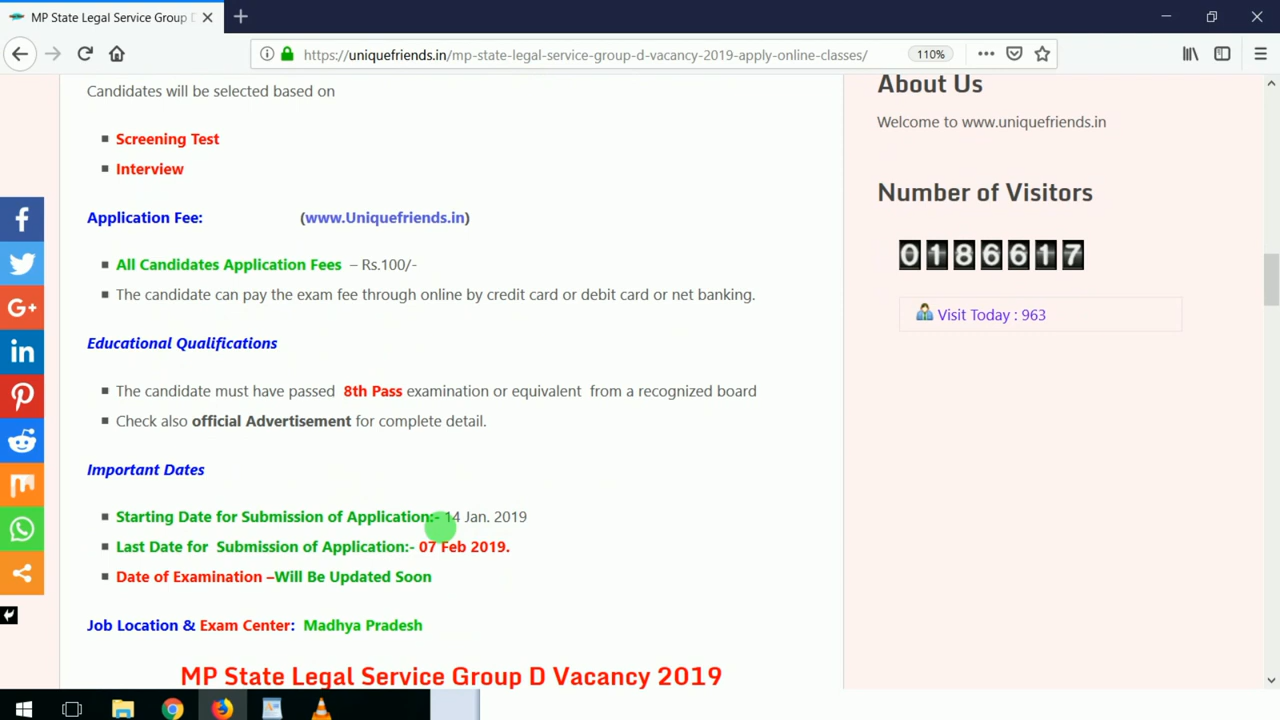 MP State Legal Service Group D
https://uniquefriends.in/mp-state-legal-service-group-d-vacancy-2019-apply-online-classes/
110%
Candidates will be selected based on
Screening Test
Interview
Application Fee: (www.Uniquefriends.in)
All Candidates Application Fees – Rs.100/-
The candidate can pay the exam fee through online by credit card or debit card or net banking.
Educational Qualifications
The candidate must have passed 8th Pass examination or equivalent from a recognized board
Check also official Advertisement for complete detail.
Important Dates
Starting Date for Submission of Application:- 14 Jan. 2019
Last Date for Submission of Application:- 07 Feb 2019.
Date of Examination –Will Be Updated Soon
Job Location & Exam Center: Madhya Pradesh
MP State Legal Service Group D Vacancy 2019
About Us
Welcome to www.uniquefriends.in
Number of Visitors
0186617
Visit Today : 963